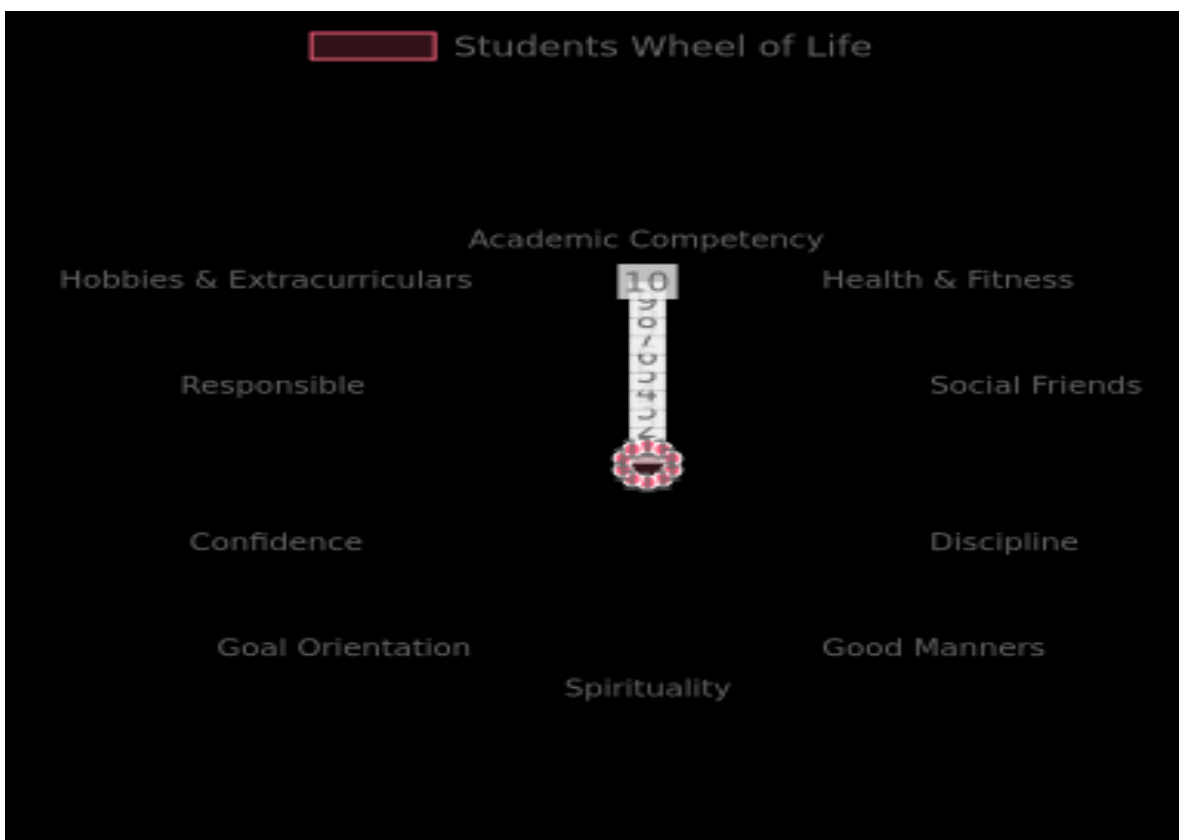 Students Wheel of Life
Academic Competency
Hobbies & Extracurriculars
10
Health & Fitness
Responsible
Social Friends
Confidence
Discipline
Goal Orientation
Good Manners
Spirituality